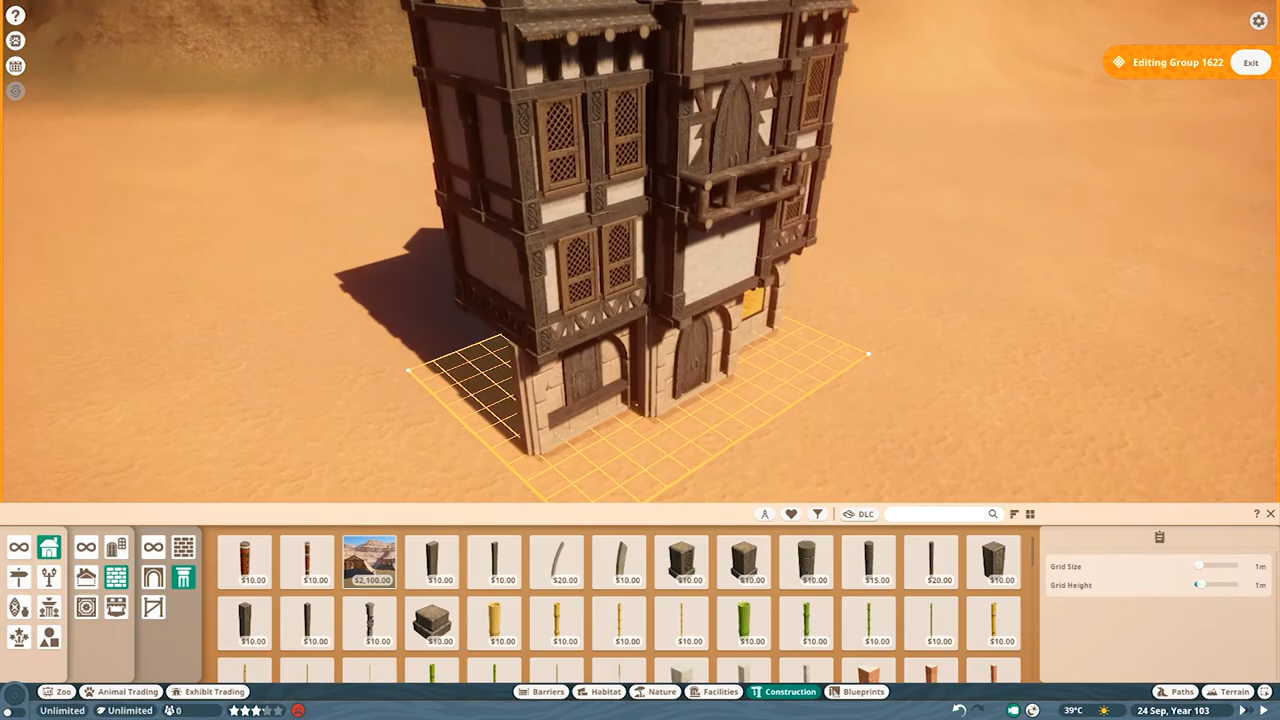 ?
Editing Group 1622 Exit
DLC
? ×
$10.00 $10.00 $2,100.00 $10.00 $10.00 $20.00 $10.00 $10.00 $10.00 $10.00 $15.00 $20.00 $10.00
Grid Size 1m
Grid Height 1m
$10.00 $10.00 $10.00 $10.00 $10.00 $10.00 $10.00 $10.00 $10.00 $10.00 $10.00 $10.00 $10.00
Zoo Animal Trading Exhibit Trading Barriers Habitat Nature Facilities Construction Blueprints Paths Terrain
Unlimited Unlimited 0 39°C 24 Sep, Year 103